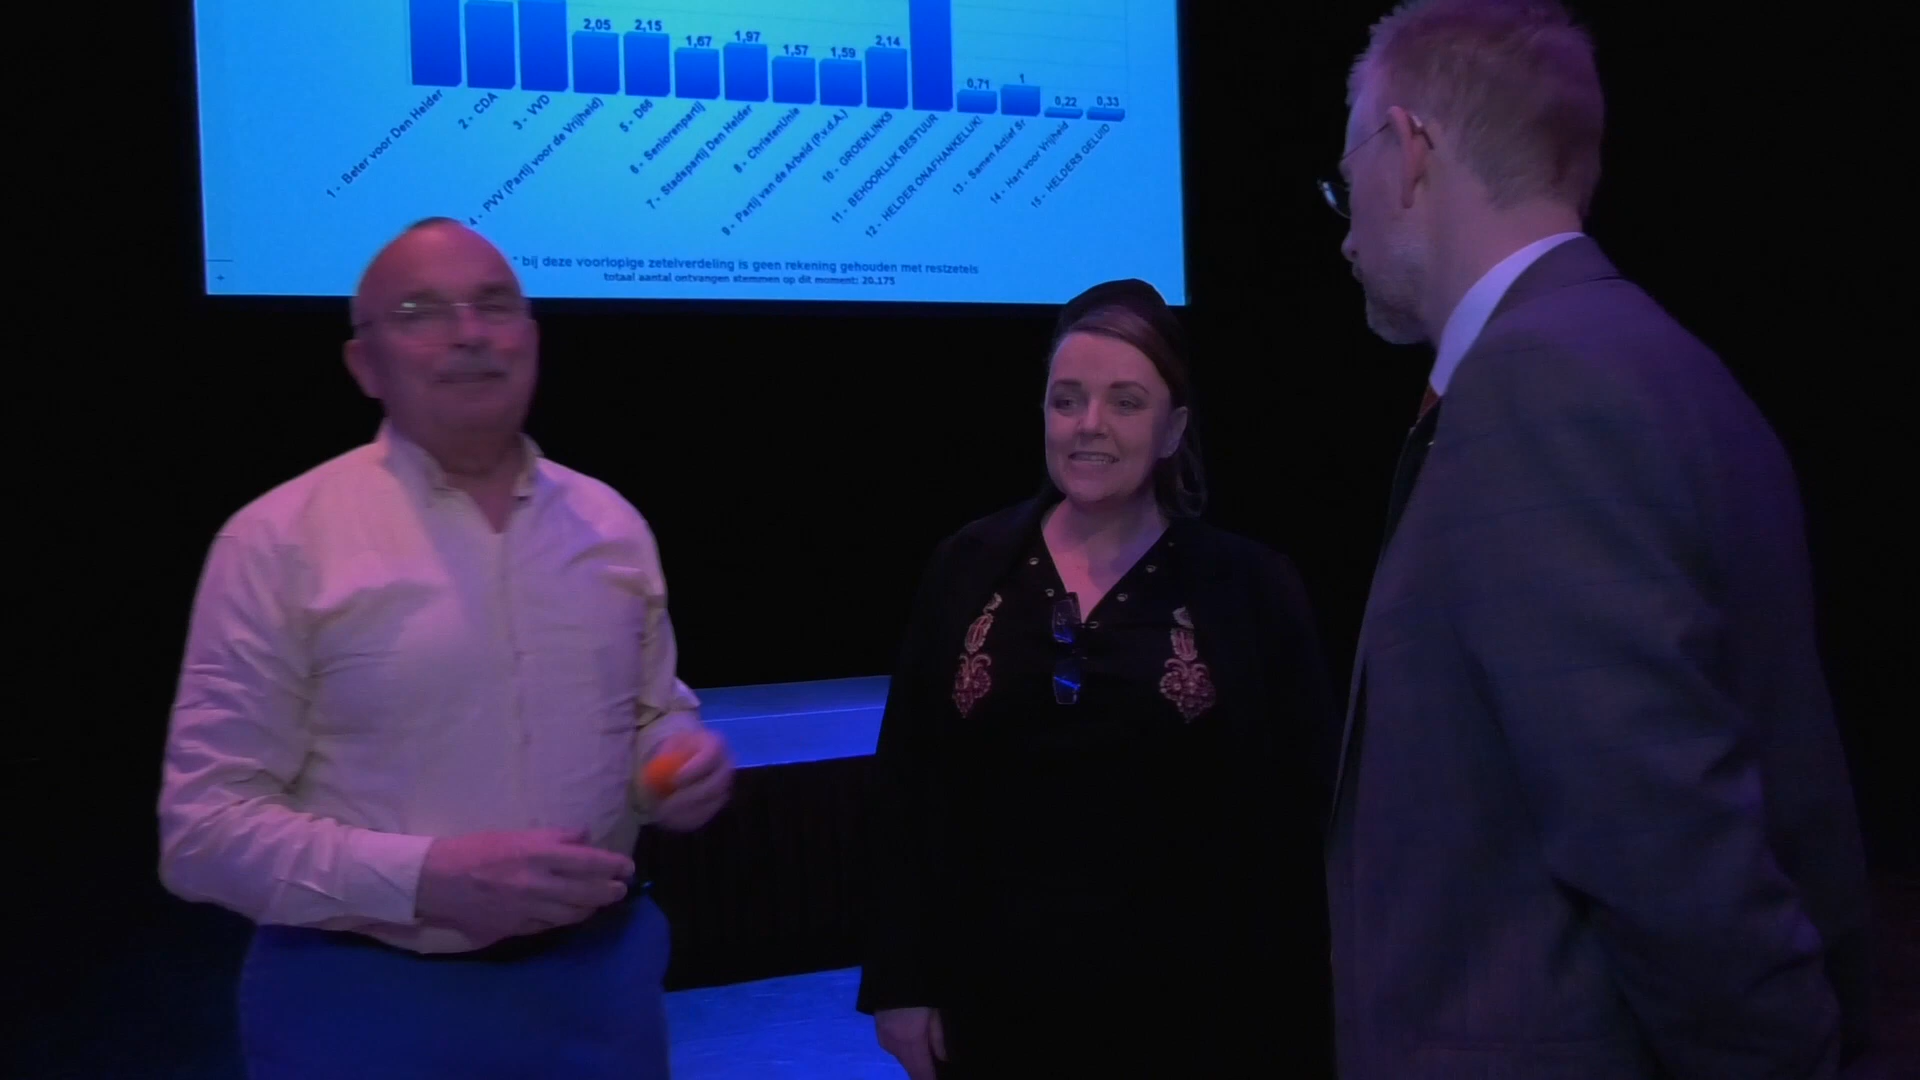 2,05
2,15
1,67
1,97
1,57
1,59
2,14
0,71
1
0,22
0,33
1 - Beter voor Den Helder
2 - CDA
3 - VVD
4 - PVV (Partij voor de Vrijheid)
5 - D66
6 - Seniorenpartij
7 - Stadspartij Den Helder
8 - ChristenUnie
9 - Partij van de Arbeid (P.v.d.A.)
10 - GROENLINKS
11 - BEHOORLIJK BESTUUR
12 - HELDER ONAFHANKELIJK!
13 - Samen Actief Sr
14 - Hart voor Vrijheid
15 - HELDERS GELUID
* bij deze voorlopige zetelverdeling is geen rekening gehouden met restzetels
totaal aantal ontvangen stemmen op dit moment: 20.175